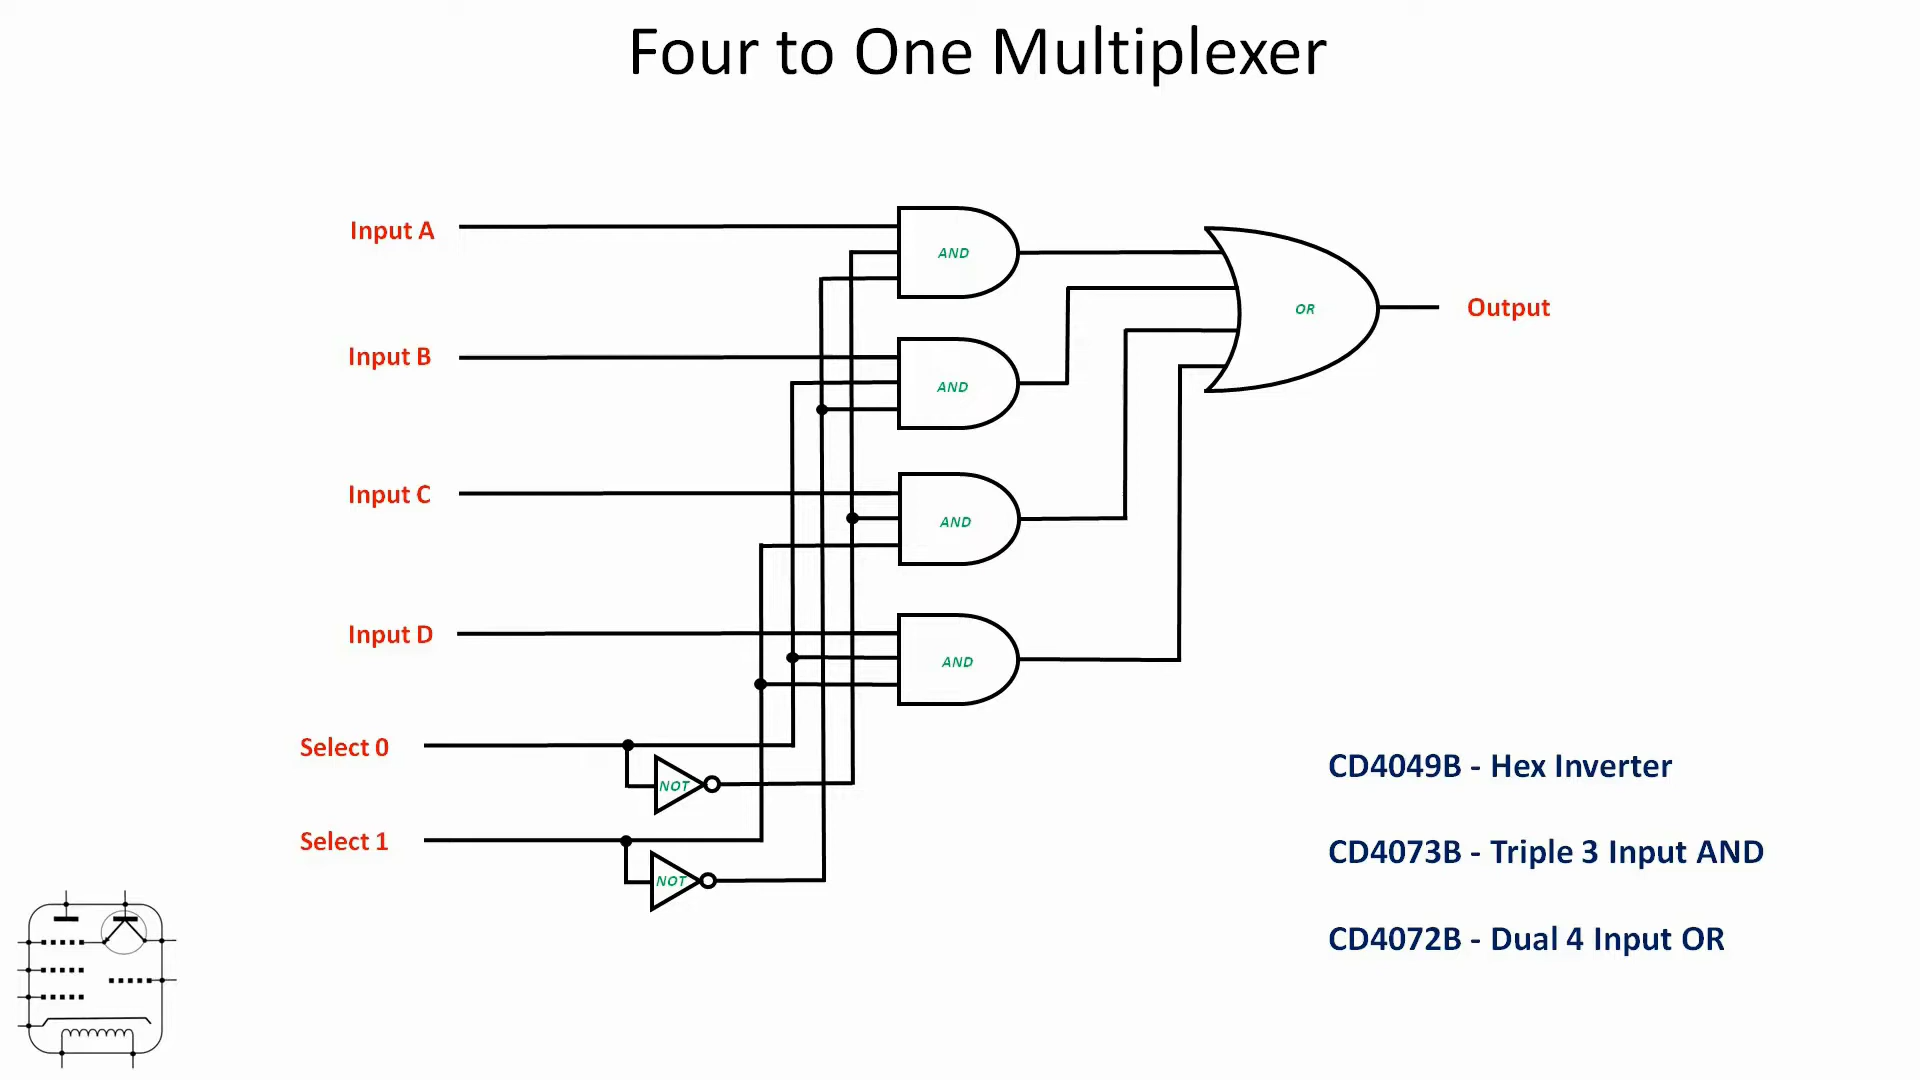 Four to One Multiplexer
Input A
AND
OR
Output
Input B
AND
Input C
AND
Input D
AND
Select 0
NOT
Select 1
NOT
CD4049B - Hex Inverter
CD4073B - Triple 3 Input AND
CD4072B - Dual 4 Input OR